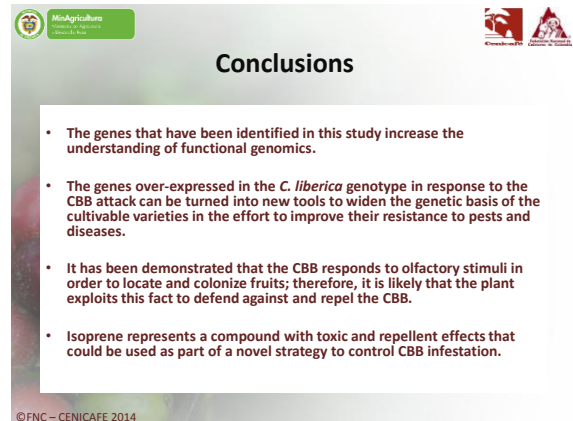 MinAgricultura
Cenicafé
Conclusions
• The genes that have been identified in this study increase the
understanding of functional genomics.
• The genes over-expressed in the C. liberica genotype in response to the
CBB attack can be turned into new tools to widen the genetic basis of the
cultivable varieties in the effort to improve their resistance to pests and
diseases.
• It has been demonstrated that the CBB responds to olfactory stimuli in
order to locate and colonize fruits; therefore, it is likely that the plant
exploits this fact to defend against and repel the CBB.
• Isoprene represents a compound with toxic and repellent effects that
could be used as part of a novel strategy to control CBB infestation.
©FNC – CENICAFE 2014